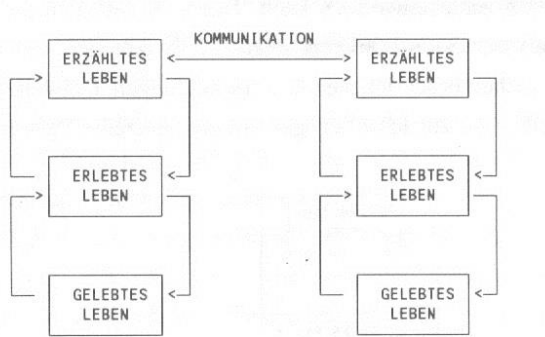 KOMMUNIKATION
ERZÄHLTES
LEBEN
ERZÄHLTES
LEBEN
ERLEBTES
LEBEN
ERLEBTES
LEBEN
GELEBTES
LEBEN
GELEBTES
LEBEN